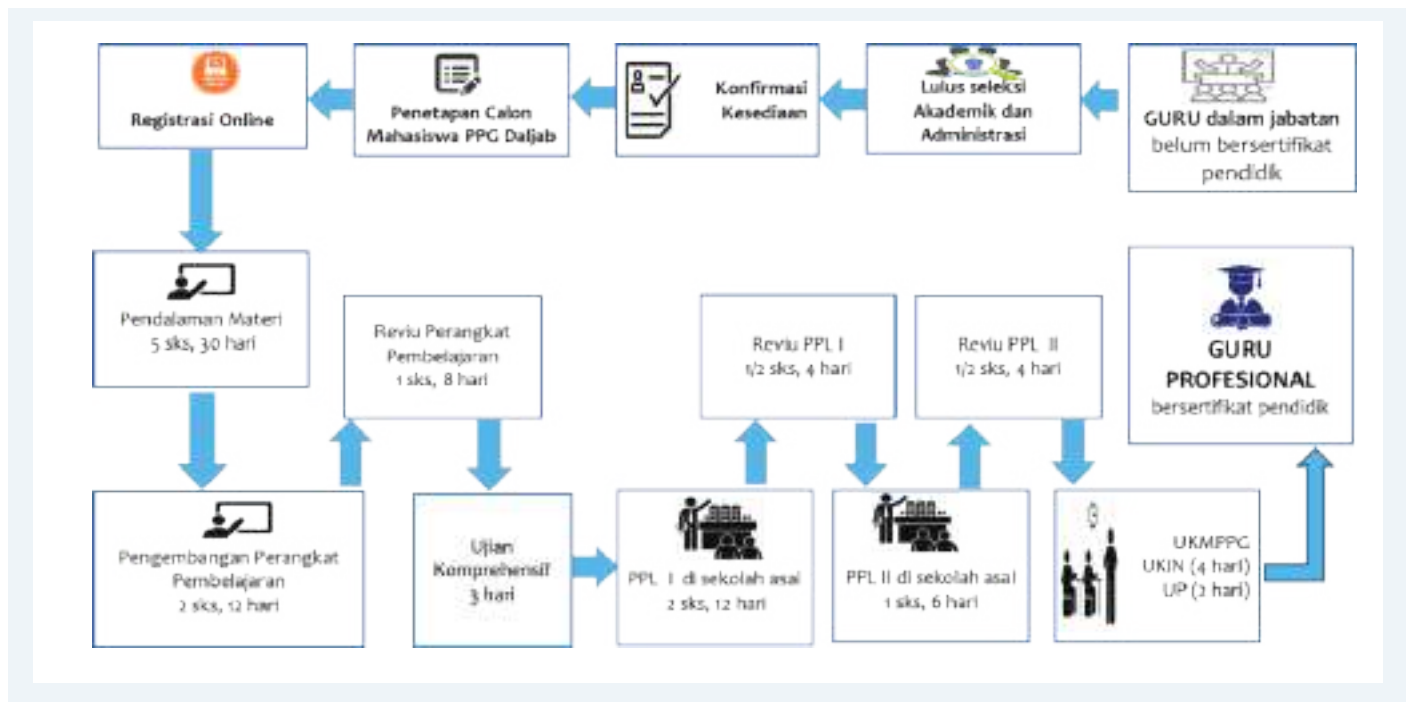 GURU dalam jabatan
belum bersertifikat
pendidik
Lulus seleksi
Akademik dan
Administrasi
Konfirmasi
Kesediaan
Penetapan Calon
Mahasiswa PPG Daljab
Registrasi Online
Pendalaman Materi
5 sks, 30 hari
Pengembangan Perangkat
Pembelajaran
2 sks, 12 hari
Reviu Perangkat
Pembelajaran
1 sks, 8 hari
Ujian
Komprehensif
3 hari
PPL I di sekolah asal
2 sks, 12 hari
Reviu PPL I
1/2 sks, 4 hari
PPL II di sekolah asal
1 sks, 6 hari
Reviu PPL II
1/2 sks, 4 hari
UKMPPG
UKIN (4 hari)
UP (2 hari)
GURU
PROFESIONAL
bersertifikat pendidik